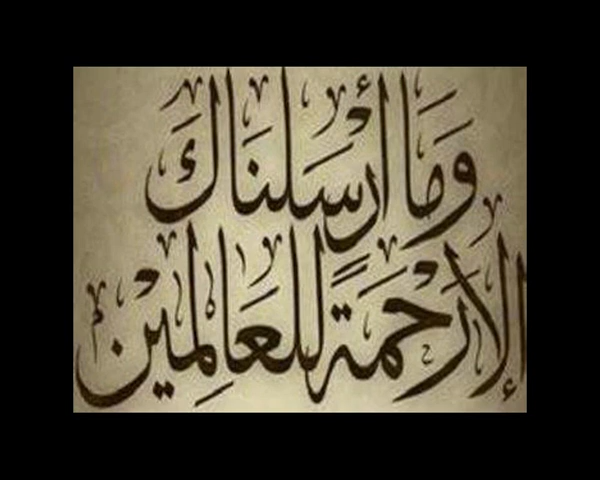 وَمَا أَرْسَلْنَاكَ
إِلَّا رَحْمَةً لِلْعَالَمِينَ